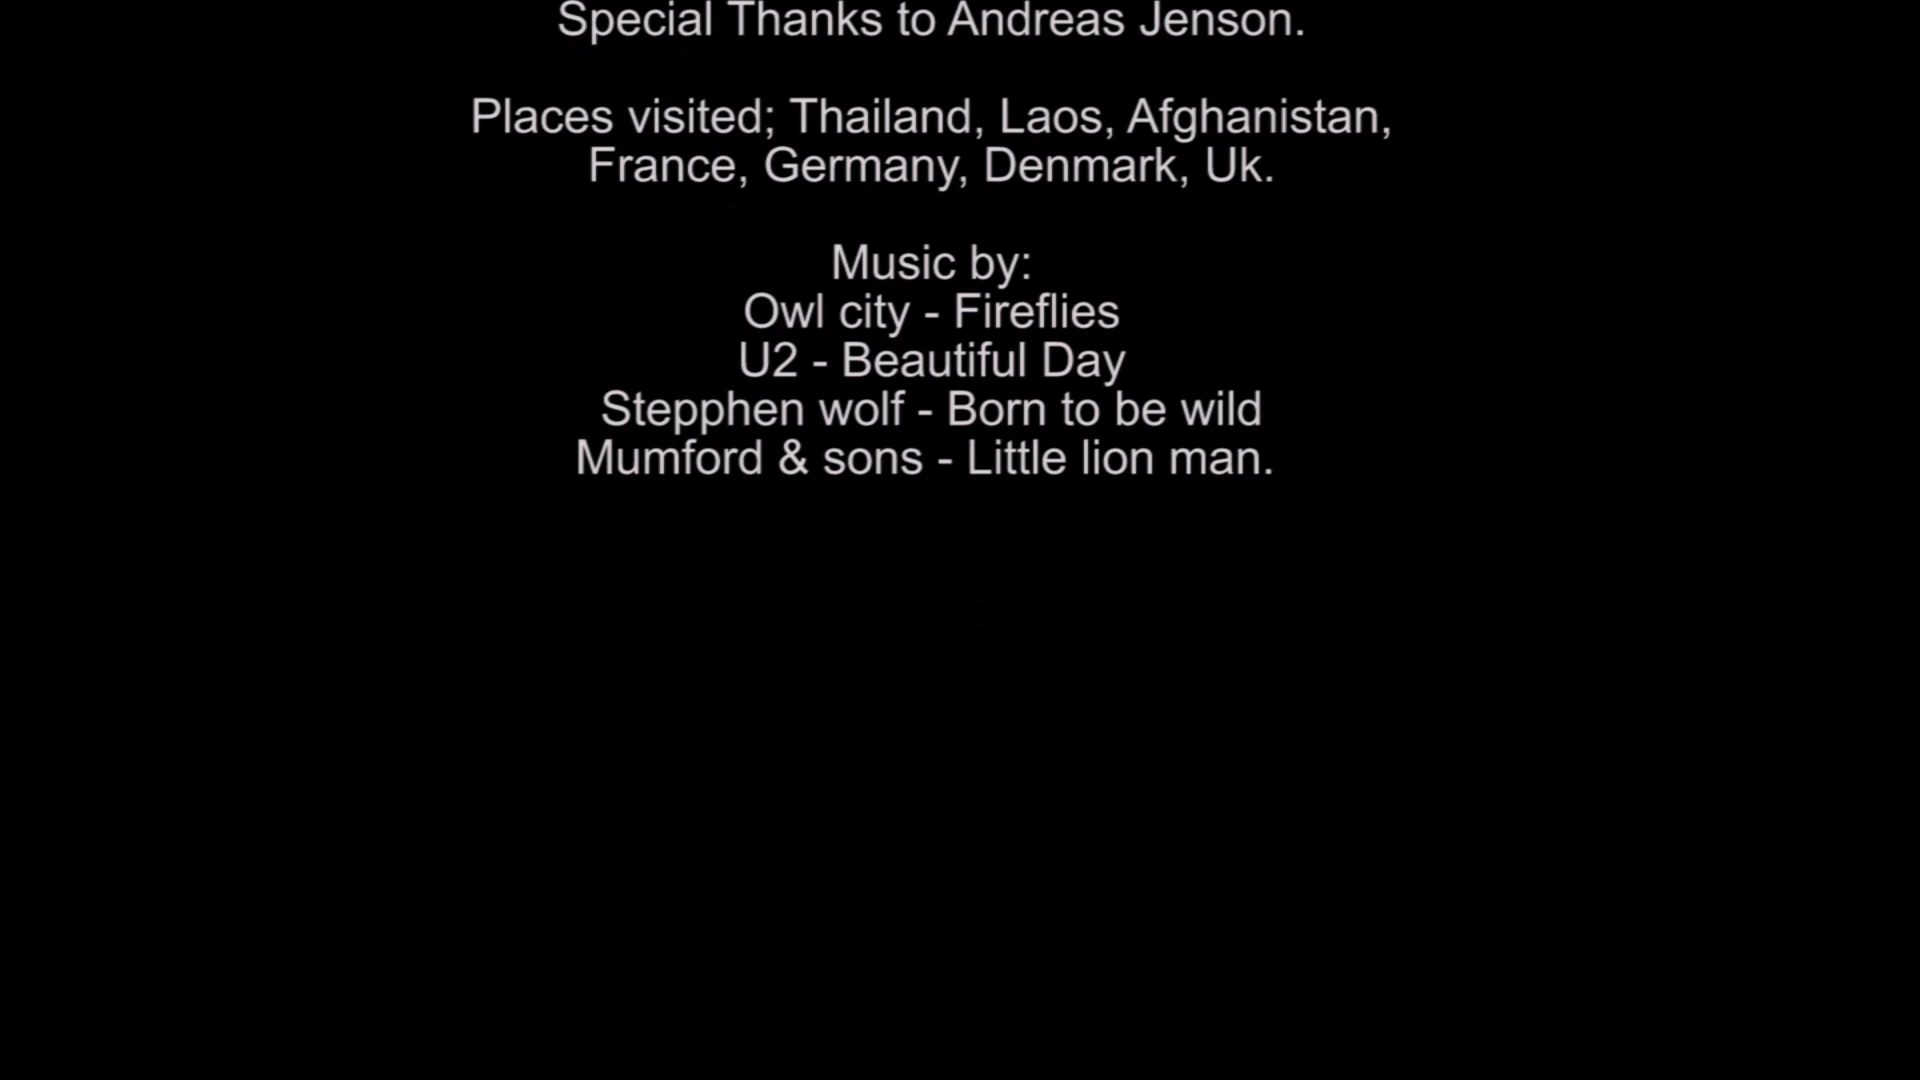 Special Thanks to Andreas Jenson.
Places visited; Thailand, Laos, Afghanistan,
France, Germany, Denmark, Uk.
Music by:
Owl city - Fireflies
U2 - Beautiful Day
Stepphen wolf - Born to be wild
Mumford & sons - Little lion man.